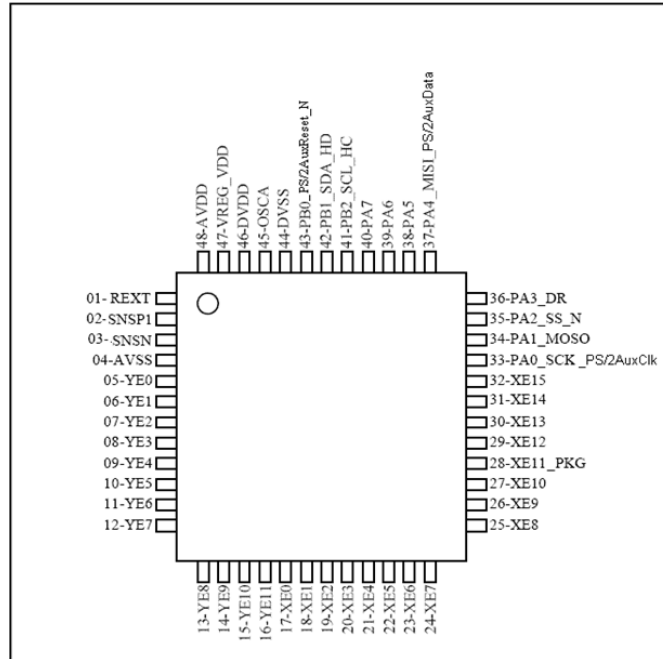 48-AVDD
47-VREG_VDD
46-DVDD
45-OSCA
44-DVSS
43-PB0_PS/2AuxReset_N
42-PB1_SDA_HD
41-PB2_SCL_HC
40-PA7
39-PA6
38-PA5
37-PA4_MISI_PS/2AuxData
01-REXT
02-SNSP1
03-SNSN
04-AVSS
05-YE0
06-YE1
07-YE2
08-YE3
09-YE4
10-YE5
11-YE6
12-YE7
36-PA3_DR
35-PA2_SS_N
34-PA1_MOSO
33-PA0_SCK_PS/2AuxClk
32-XE15
31-XE14
30-XE13
29-XE12
28-XE11_PKG
27-XE10
26-XE9
25-XE8
13-YE8
14-YE9
15-YE10
16-YE11
17-XE0
18-XE1
19-XE2
20-XE3
21-XE4
22-XE5
23-XE6
24-XE7